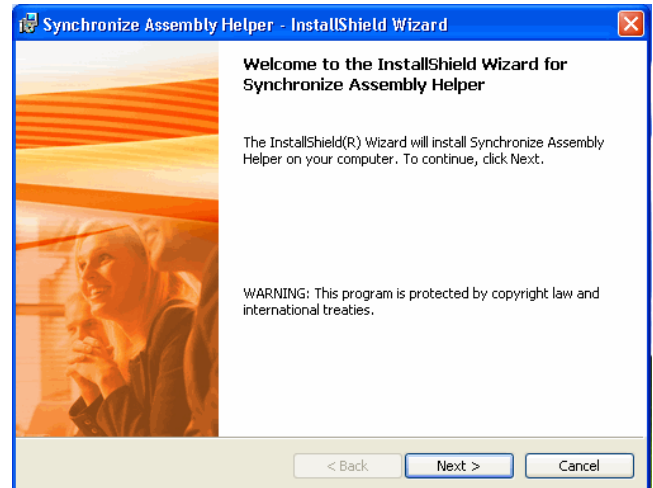 Synchronize Assembly Helper - InstallShield Wizard
Welcome to the InstallShield Wizard for
Synchronize Assembly Helper
The InstallShield(R) Wizard will install Synchronize Assembly
Helper on your computer. To continue, click Next.
WARNING: This program is protected by copyright law and
international treaties.
< Back Next > Cancel